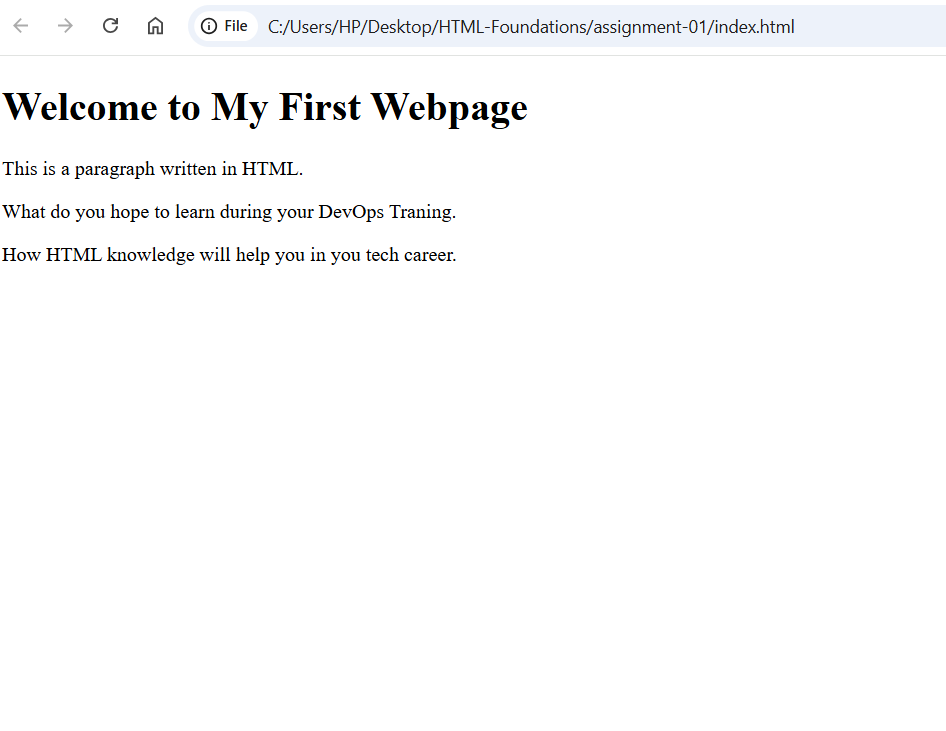 File C:/Users/HP/Desktop/HTML-Foundations/assignment-01/index.html
Welcome to My First Webpage
This is a paragraph written in HTML.
What do you hope to learn during your DevOps Traning.
How HTML knowledge will help you in you tech career.